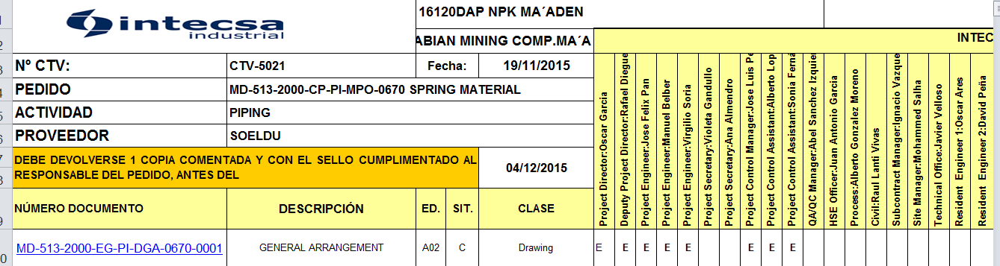 intecsa
industrial
16120DAP NPK MA´ADEN
ABIAN MINING COMP.MA´A
INTEC
Nº CTV:
CTV-5021
Fecha:
19/11/2015
PEDIDO
MD-513-2000-CP-PI-MPO-0670 SPRING MATERIAL
ACTIVIDAD
PIPING
PROVEEDOR
SOELDU
DEBE DEVOLVERSE 1 COPIA COMENTADA Y CON EL SELLO CUMPLIMENTADO AL
RESPONSABLE DEL PEDIDO, ANTES DEL
04/12/2015
NÚMERO DOCUMENTO
DESCRIPCIÓN
ED.
SIT.
CLASE
Project Director:Oscar Garcia
Deputy Project Director:Rafael Diegue
Project Engineer:Jose Felix Pan
Project Engineer:Manuel Belber
Project Engineer:Virgilio Soria
Project Secretary:Violeta Gandullo
Project Secretary:Ana Almendro
Project Control Manager:Jose Luis Pe
Project Control Assistant:Alberto Lop
Project Control Assistant:Sonia Ferná
QA/QC Manager:Abel Sanchez Izquier
HSE Officer:Juan Antonio Garcia
Process:Alberto Gonzalez Moreno
Civil:Raul Lanti Vivas
Subcontract Manager:Ignacio Vazque
Site Manager:Mohammed Salha
Technical Office:Javier Velloso
Resident Engineer 1:Oscar Ares
Resident Engineer 2:David Peña
MD-513-2000-EG-PI-DGA-0670-0001
GENERAL ARRANGEMENT
A02
C
Drawing
E E E E E E E E